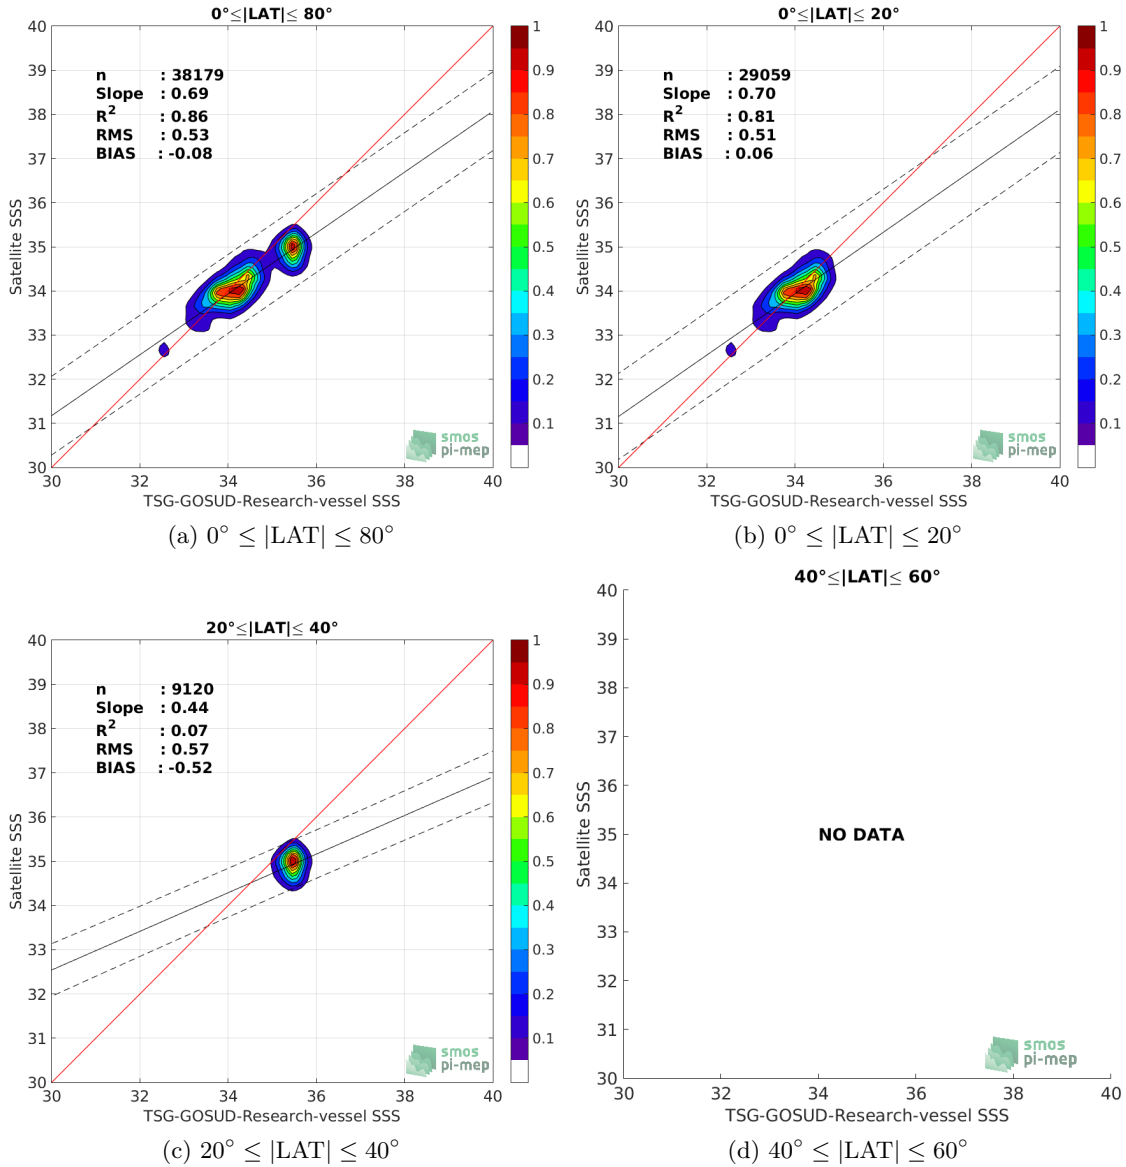 0°≤|LAT|≤ 80°
40
39
38
37
36
35
34
33
32
31
30
30
32
34
36
38
40
Satellite SSS
TSG-GOSUD-Research-vessel SSS
n : 38179
Slope : 0.69
R² : 0.86
RMS : 0.53
BIAS : -0.08
1
0.9
0.8
0.7
0.6
0.5
0.4
0.3
0.2
0.1
smos
pi-mep
(a) 0° ≤ |LAT| ≤ 80°
0°≤|LAT|≤ 20°
40
39
38
37
36
35
34
33
32
31
30
30
32
34
36
38
40
Satellite SSS
TSG-GOSUD-Research-vessel SSS
n : 29059
Slope : 0.70
R² : 0.81
RMS : 0.51
BIAS : 0.06
1
0.9
0.8
0.7
0.6
0.5
0.4
0.3
0.2
0.1
smos
pi-mep
(b) 0° ≤ |LAT| ≤ 20°
20°≤|LAT|≤ 40°
40
39
38
37
36
35
34
33
32
31
30
30
32
34
36
38
40
Satellite SSS
TSG-GOSUD-Research-vessel SSS
n : 9120
Slope : 0.44
R² : 0.07
RMS : 0.57
BIAS : -0.52
1
0.9
0.8
0.7
0.6
0.5
0.4
0.3
0.2
0.1
smos
pi-mep
(c) 20° ≤ |LAT| ≤ 40°
40°≤|LAT|≤ 60°
40
39
38
37
36
35
34
33
32
31
30
30
32
34
36
38
40
Satellite SSS
TSG-GOSUD-Research-vessel SSS
NO DATA
smos
pi-mep
(d) 40° ≤ |LAT| ≤ 60°